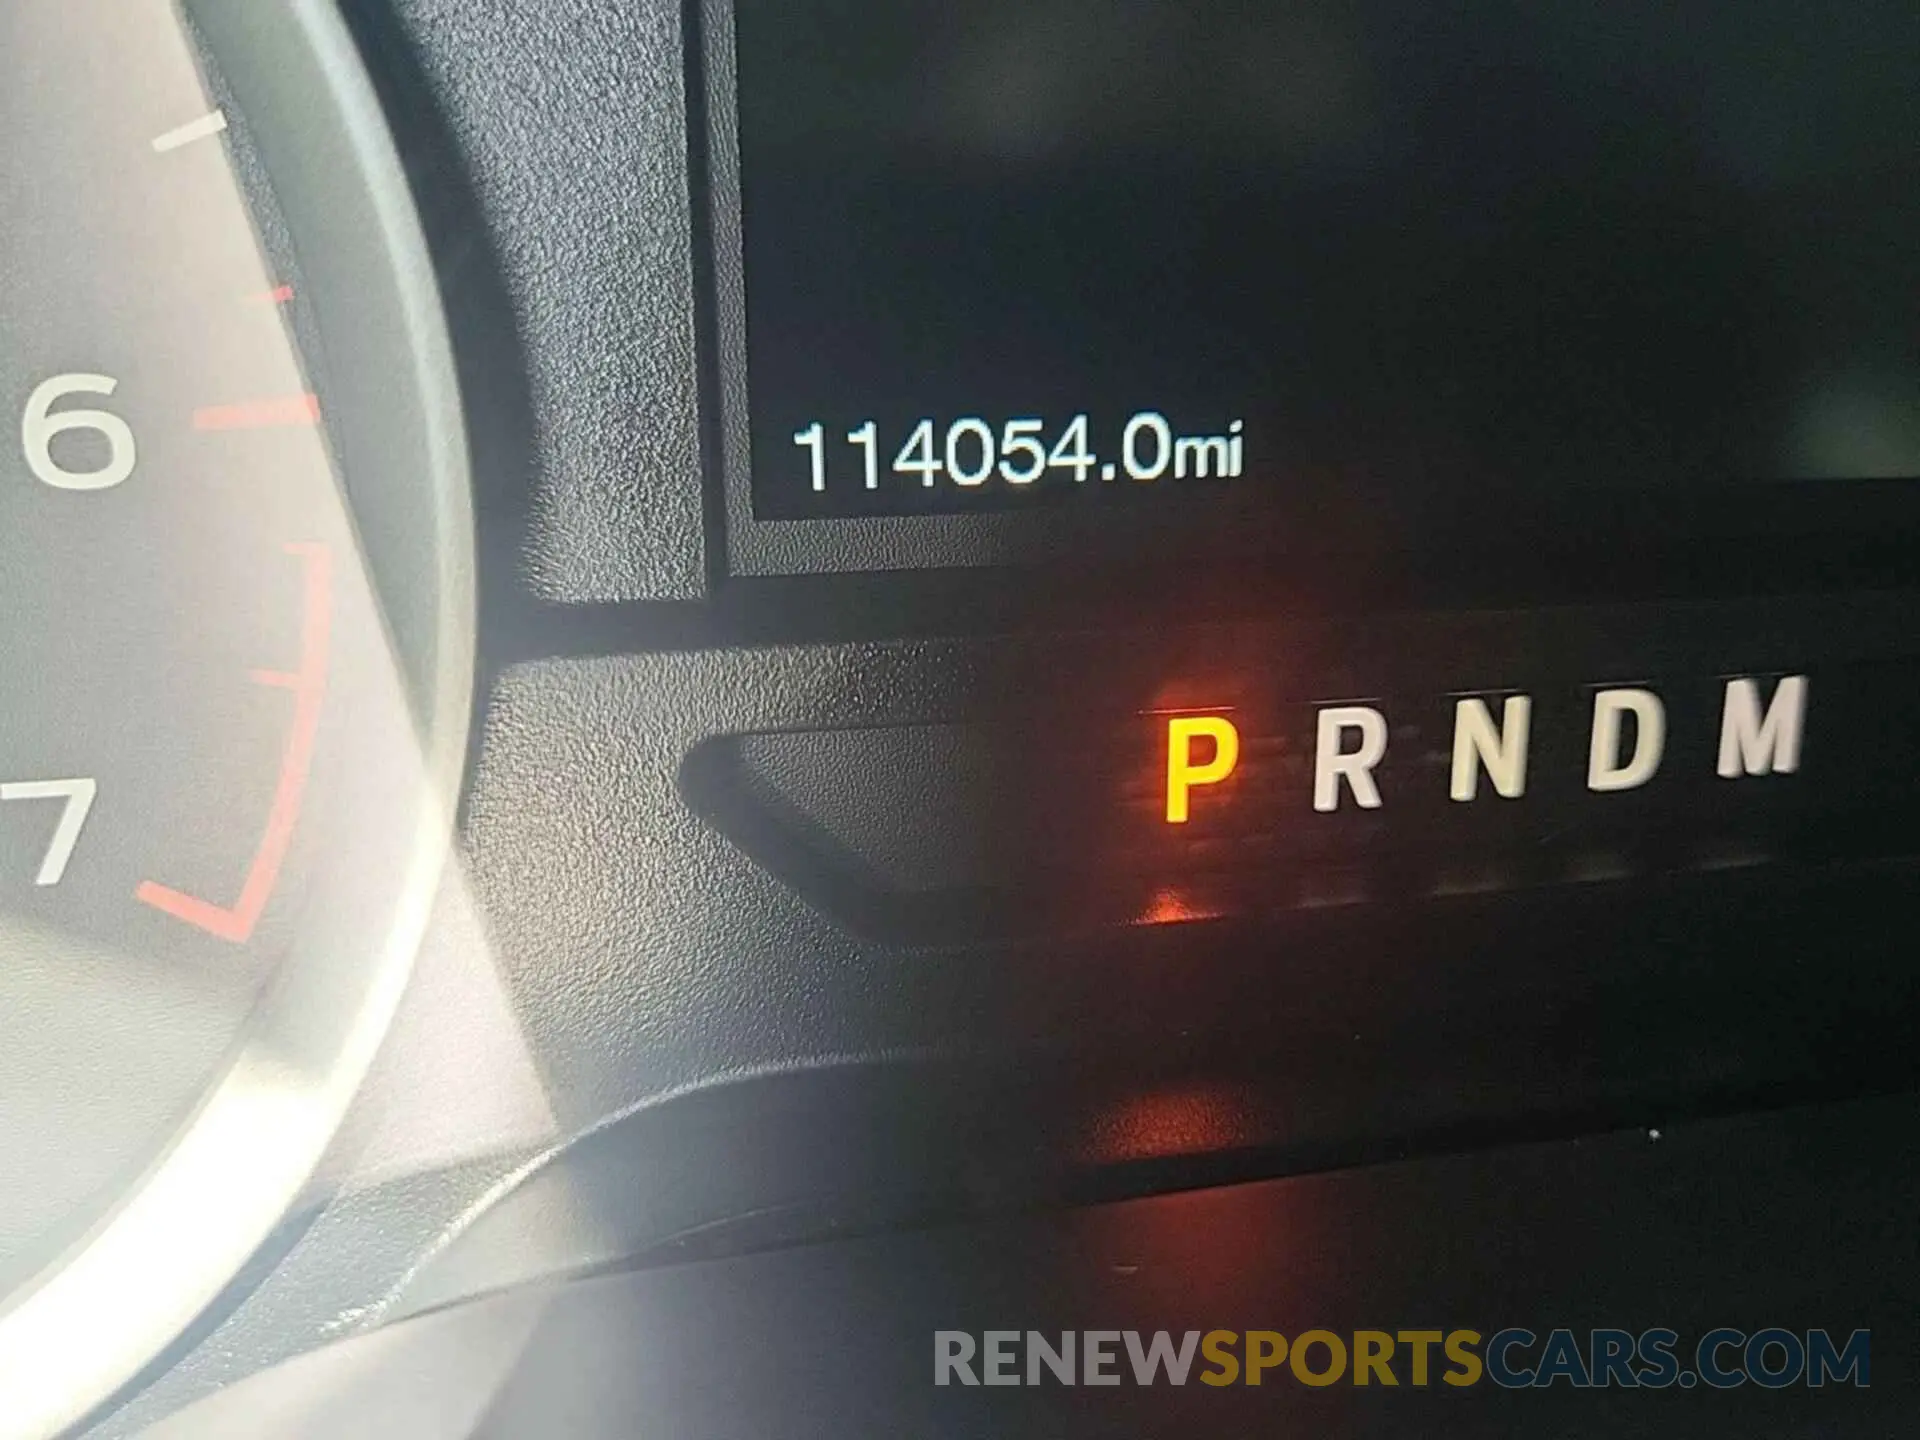 6
7
114054.0mi
P R N D M
RENEWSPORTSCARS.COM